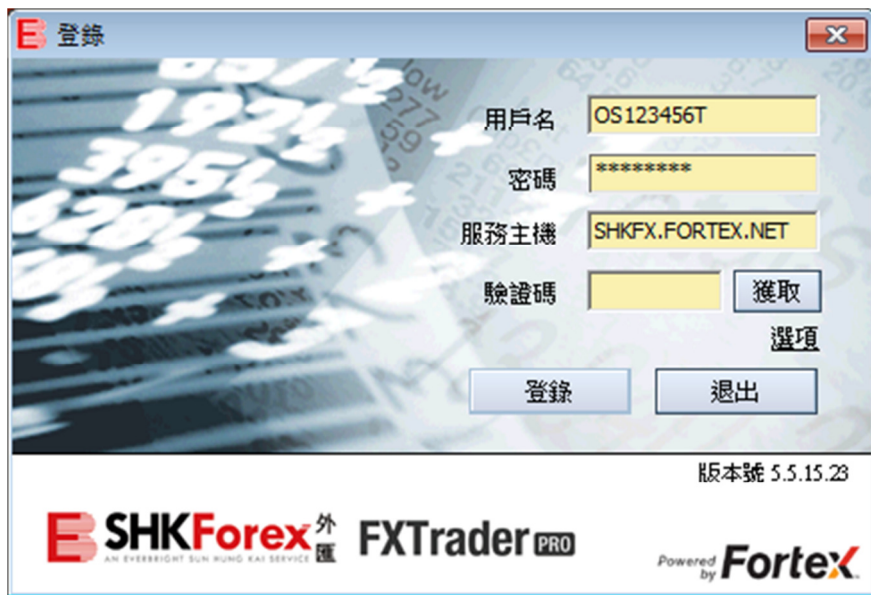 登錄
用戶名 OS123456T
密碼 ********
服務主機 SHKFX.FORTEX.NET
驗證碼 獲取
選項
登錄 退出
版本號 5.5.15.23
SHKForex 外匯 FXTrader PRO
AN EVERBRIGHT SUN HUNG KAI SERVICE
Powered by Fortex